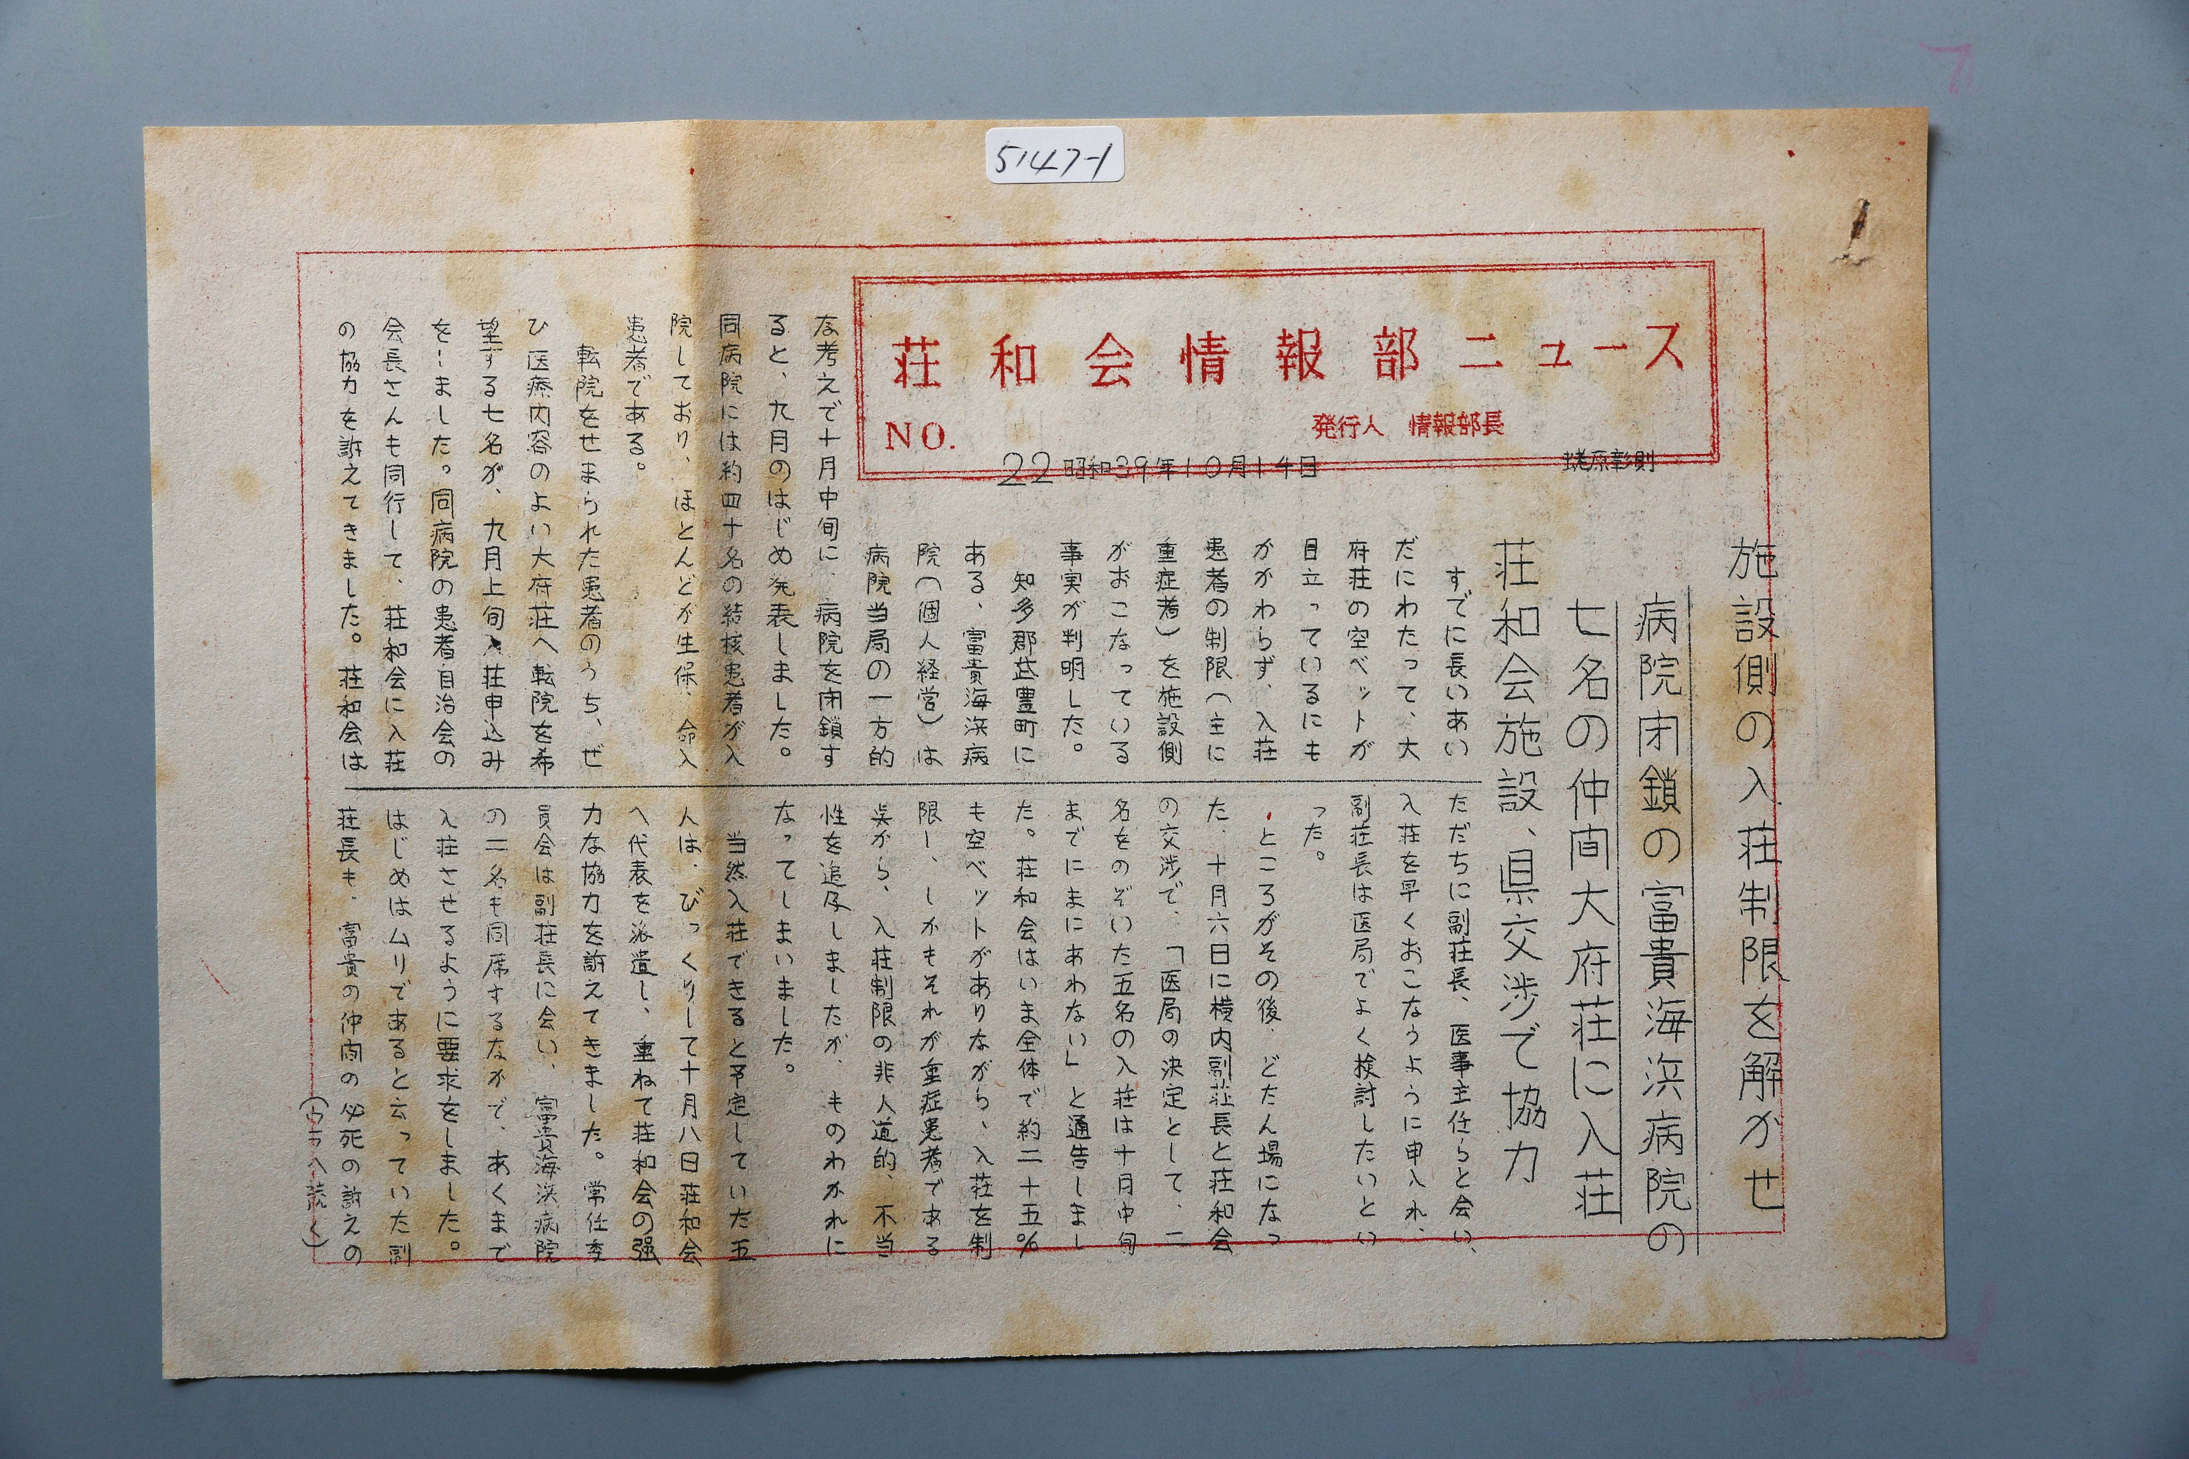 5147-1
荘和会情報部ニュース
NO. 22
発行人 情報部長
昭和39年10月14日
原彰則
施設側の入荘制限を解かせ
病院閉鎖の富貴海浜病院の
七名の仲間大府荘に入荘
荘和会施設、県交渉で協力
すでに長いあい
だにわたって、大
府荘の空ベットが
目立っているにも
かかわらず、入荘
患者の制限(主に
重症者)を施設側
がおこなっている
事実が判明した。
知多郡武豊町に
ある、富貴海浜病
院(個人経営)は
病院当局の一方的
な考えで十月中旬に、病院を閉鎖す
ると、九月のはじめ発表しました。
同病院には約四十名の結核患者が入
院しており、ほとんどが生保、命入
患者である。
転院をせまられた患者のうち、ぜ
ひ医療内容のよい大府荘へ転院を希
望する七名が、九月上旬入荘申込み
をしました。同病院の患者自治会の
会長さんも同行して、荘和会に入荘
の協力を訴えてきました。荘和会は
ただちに副荘長、医事主任らと会い、
入荘を早くおこなうように申入れ、
副荘長は医局でよく検討したいとい
った。
ところがその後、どたん場になっ
た、十月六日に横内副荘長と荘和会
の交渉で、「医局の決定として、二
名をのぞいた五名の入荘は十月中旬
までにまにあわない」と通告しまし
た。荘和会はいま全体で約二十五%
も空ベットがありながら、入荘を制
限し、しかもそれが重症患者である
点から、入荘制限の非人道的、不当
性を追及しましたが、ものわかれに
なってしまいました。
当然入荘できると予定していた五
人は、びっくりして十月八日荘和会
へ代表を派遣し、重ねて荘和会の強
力な協力を訴えてきました。常任委
員会は副荘長に会い、富貴海浜病院
の二名も同席するなかで、あくまで
入荘させるように要求をしました。
はじめはムリであると云っていた副
荘長も、富貴の仲間の必死の訴えの
(ウラへ続く)